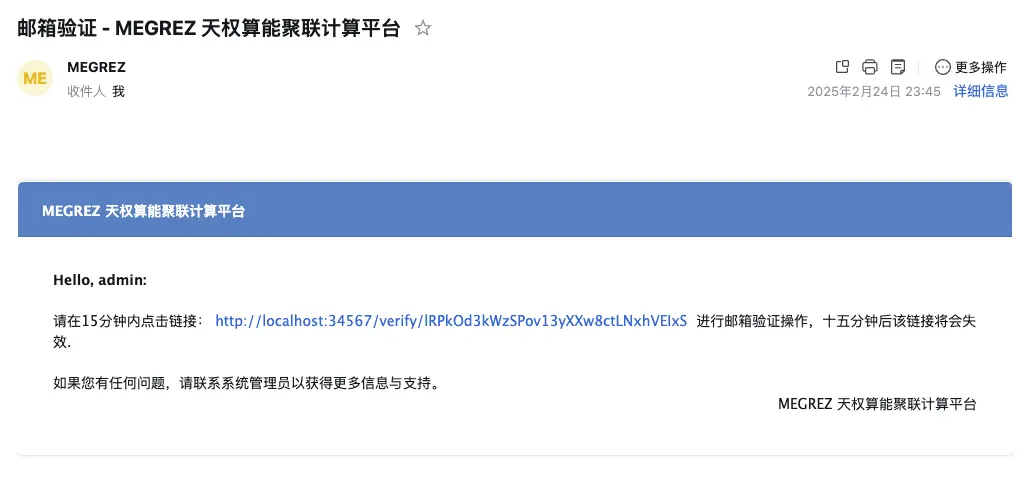 邮箱验证 - MEGREZ 天权算能聚联计算平台
ME
MEGREZ
收件人 我
更多操作
2025年2月24日 23:45 详细信息
MEGREZ 天权算能聚联计算平台
Hello, admin:
请在15分钟内点击链接： http://localhost:34567/verify/lRPkOd3kWzSPov13yXXw8ctLNxhVEIxS 进行邮箱验证操作，十五分钟后该链接将会失
效.
如果您有任何问题，请联系系统管理员以获得更多信息与支持。
MEGREZ 天权算能聚联计算平台